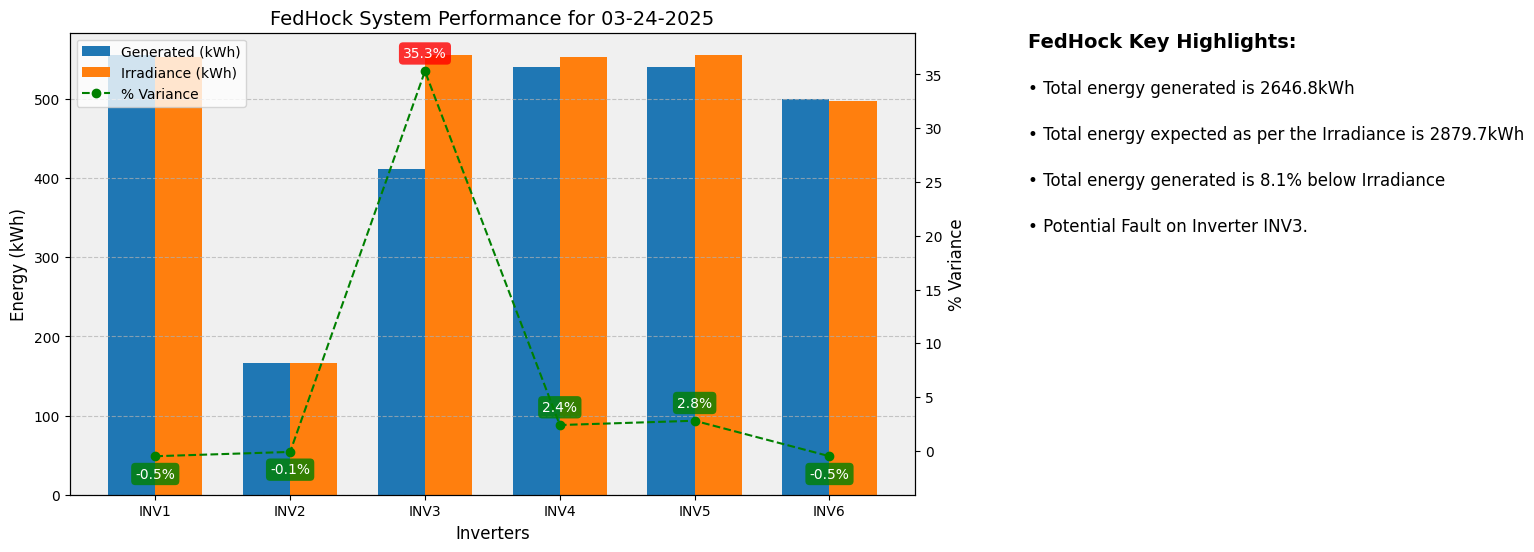 FedHock System Performance for 03-24-2025
Generated (kWh)
Irradiance (kWh)
% Variance
Energy (kWh)
0
100
200
300
400
500
-0.5%
-0.1%
35.3%
2.4%
2.8%
-0.5%
0
5
10
15
20
25
30
35
% Variance
INV1
INV2
INV3
INV4
INV5
INV6
Inverters
FedHock Key Highlights:
• Total energy generated is 2646.8kWh
• Total energy expected as per the Irradiance is 2879.7kWh
• Total energy generated is 8.1% below Irradiance
• Potential Fault on Inverter INV3.